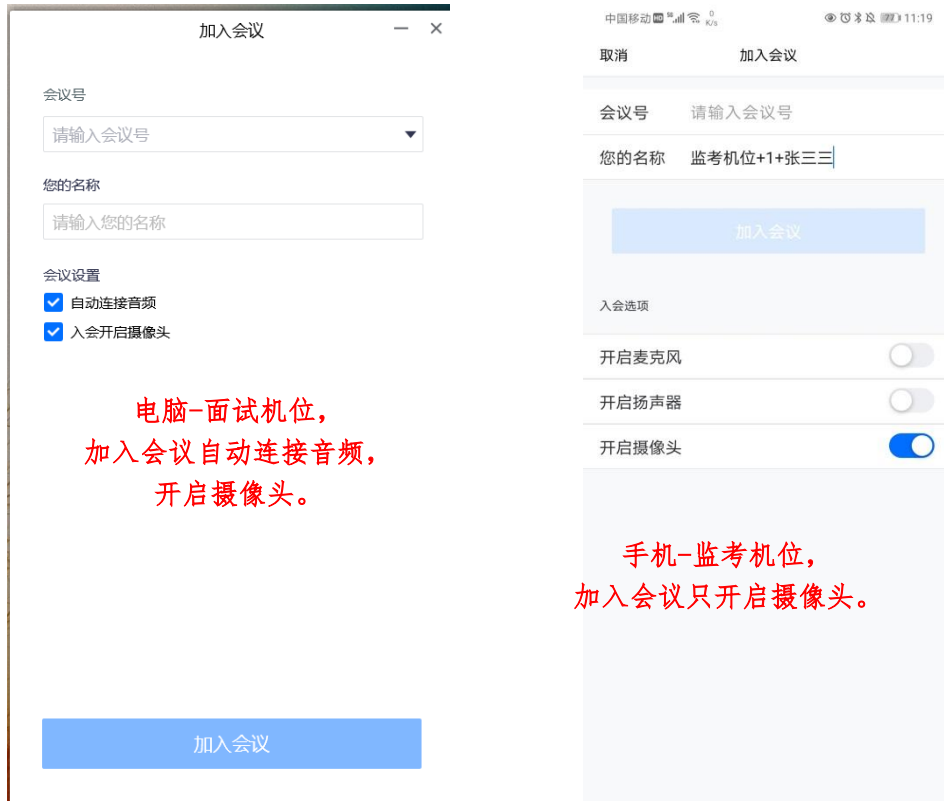 加入会议
会议号
请输入会议号
您的名称
请输入您的名称
会议设置
自动连接音频
入会开启摄像头
电脑-面试机位，
加入会议自动连接音频，
开启摄像头。
加入会议
中国移动 HD 5G 0 K/s 11:19
取消 加入会议
会议号 请输入会议号
您的名称 监考机位+1+张三三
加入会议
入会选项
开启麦克风
开启扬声器
开启摄像头
手机-监考机位，
加入会议只开启摄像头。